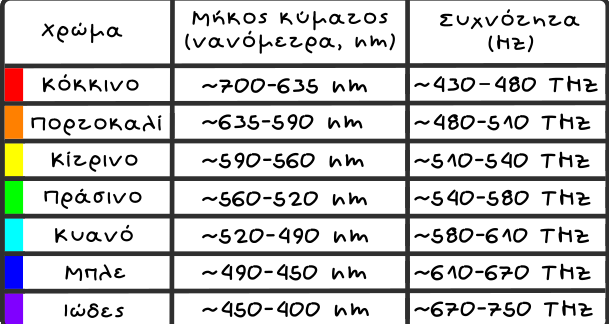 Χρώμα
Μήκος κύματος
(νανόμετρα, nm)
Συχνότητα
(Hz)
Κόκκινο ~700-635 nm ~430-480 THz
Πορτοκαλί ~635-590 nm ~480-510 THz
Κίτρινο ~590-560 nm ~510-540 THz
Πράσινο ~560-520 nm ~540-580 THz
Κυανό ~520-490 nm ~580-610 THz
Μπλε ~490-450 nm ~610-670 THz
Ιώδες ~450-400 nm ~670-750 THz